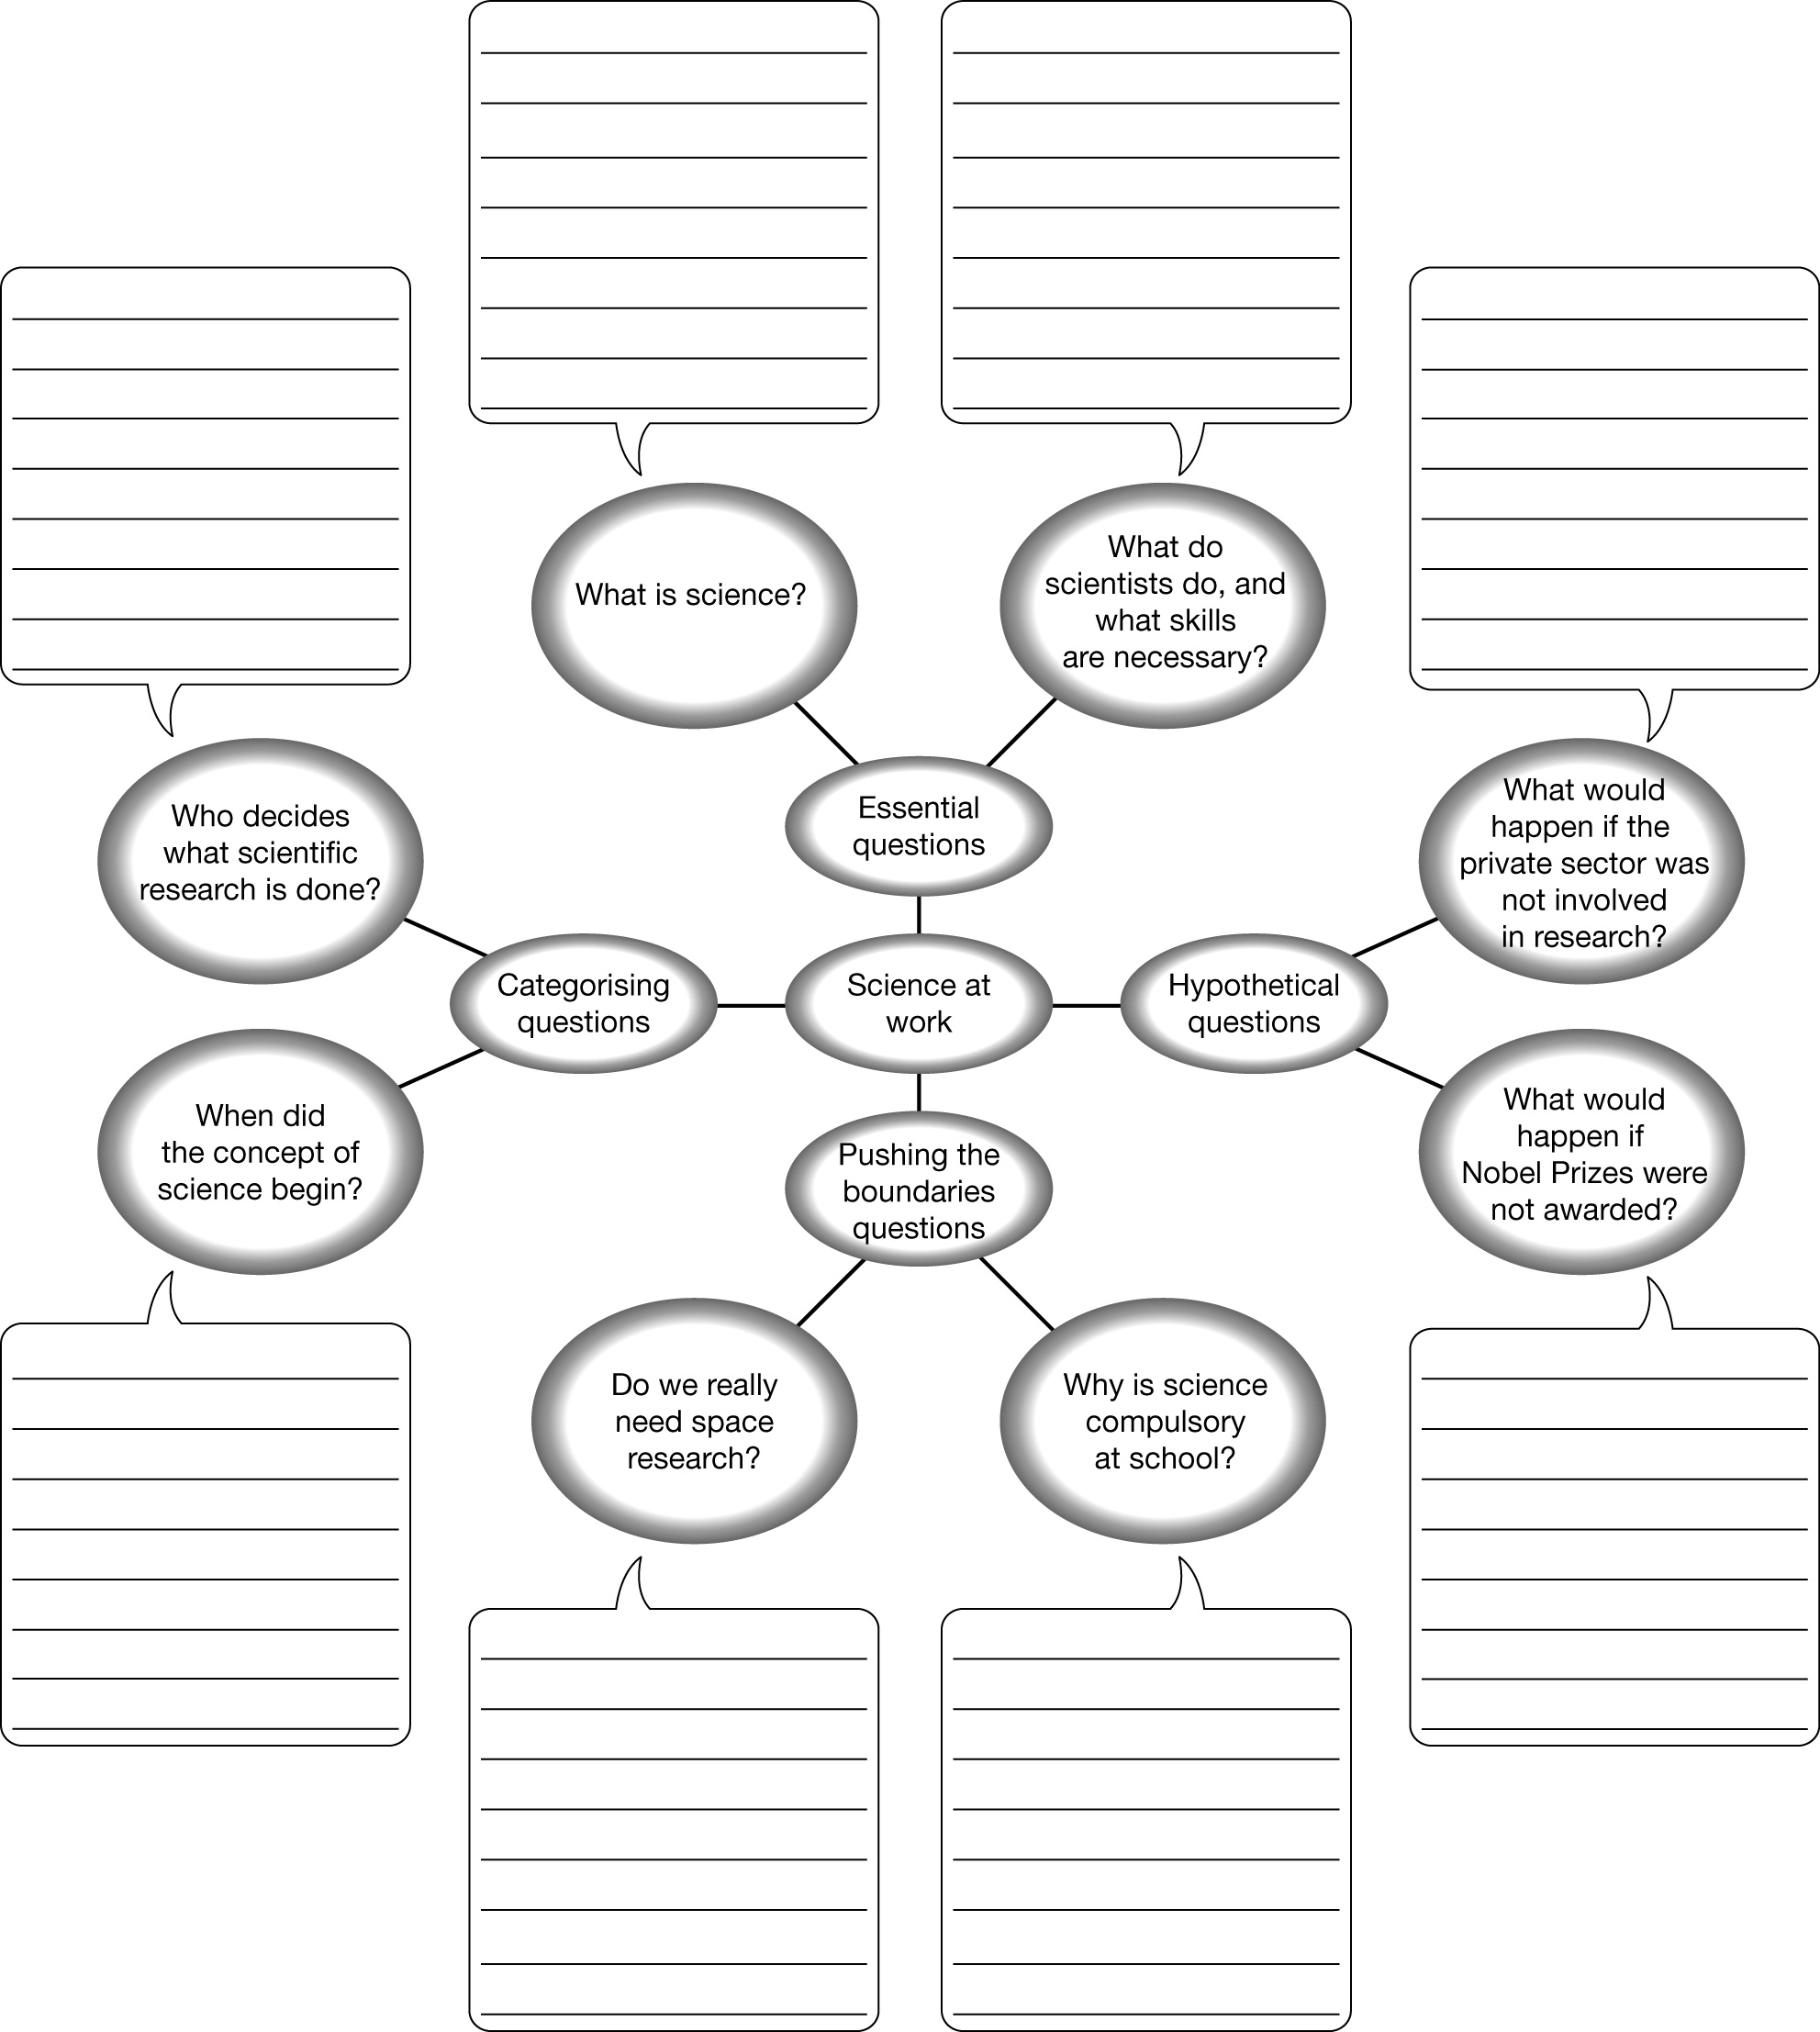 What is science?
What do
scientists do, and
what skills
are necessary?
Essential
questions
Who decides
what scientific
research is done?
What would
happen if the
private sector was
not involved
in research?
Categorising
questions
Science at
work
Hypothetical
questions
When did
the concept of
science begin?
What would
happen if
Nobel Prizes were
not awarded?
Pushing the
boundaries
questions
Do we really
need space
research?
Why is science
compulsory
at school?